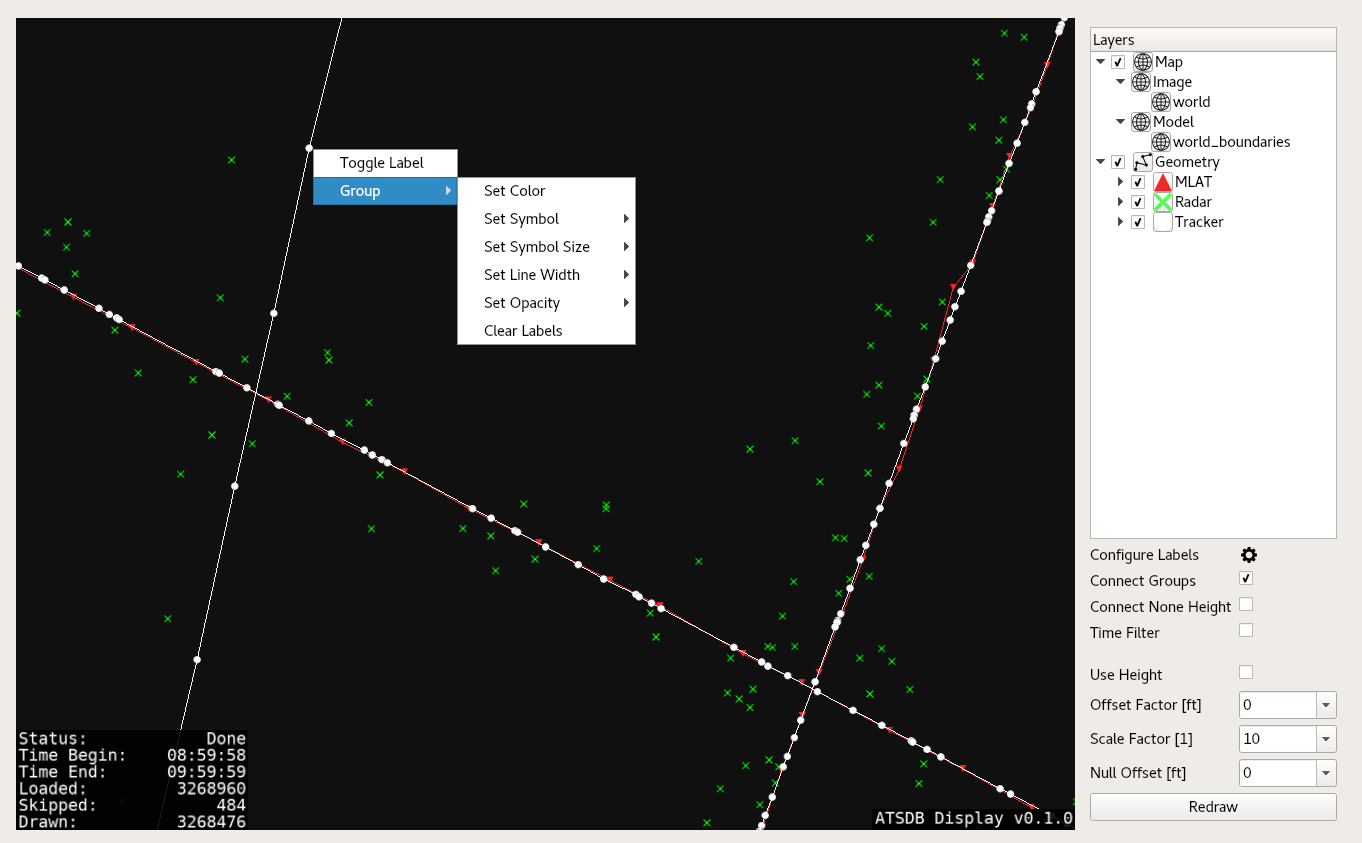 Layers
Map
Image
world
Model
world_boundaries
Geometry
MLAT
Radar
Tracker
Toggle Label
Group
Set Color
Set Symbol
Set Symbol Size
Set Line Width
Set Opacity
Clear Labels
Configure Labels
Connect Groups
Connect None Height
Time Filter
Use Height
Offset Factor [ft] 0
Scale Factor [1] 10
Null Offset [ft] 0
Redraw
Status: Done
Time Begin: 08:59:58
Time End: 09:59:59
Loaded: 3268960
Skipped: 484
Drawn: 3268476
ATSDB Display v0.1.0